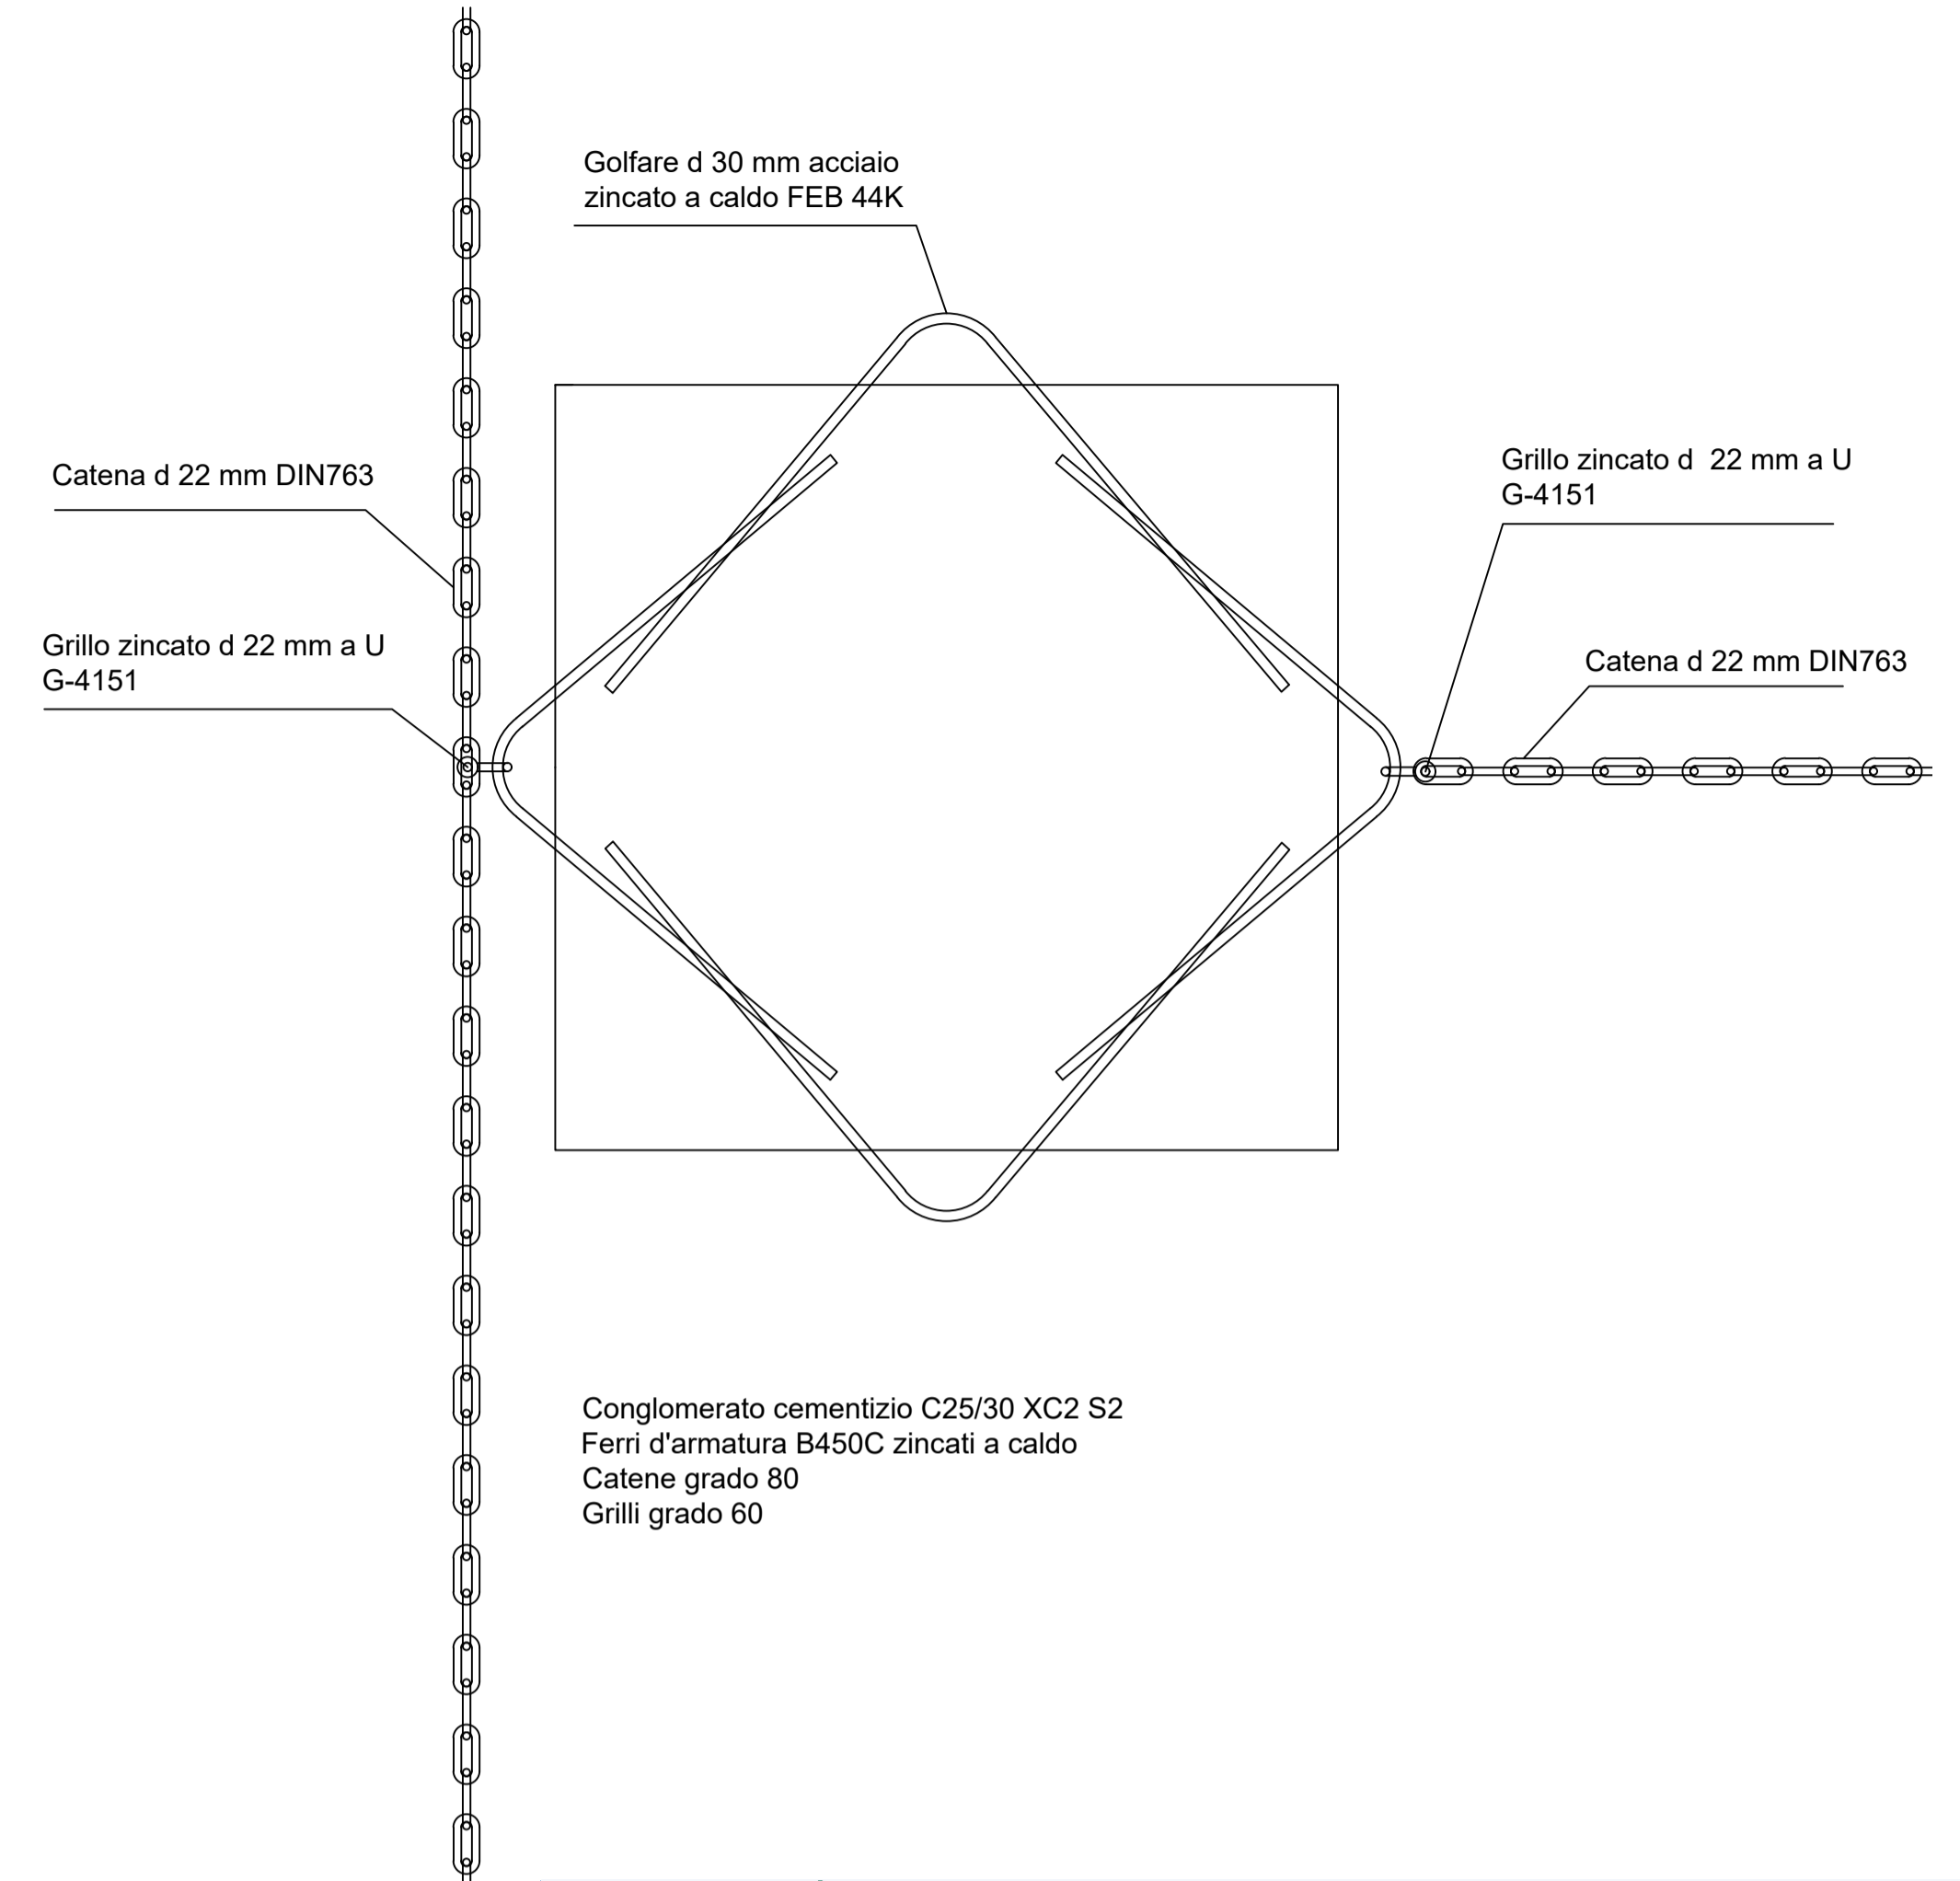 Golfare d 30 mm acciaio
zincato a caldo FEB 44K
Catena d 22 mm DIN763
Grillo zincato d 22 mm a U
G-4151
Grillo zincato d  22 mm a U
G-4151
Catena d 22 mm DIN763
Conglomerato cementizio C25/30 XC2 S2
Ferri d'armatura B450C zincati a caldo
Catene grado 80
Grilli grado 60